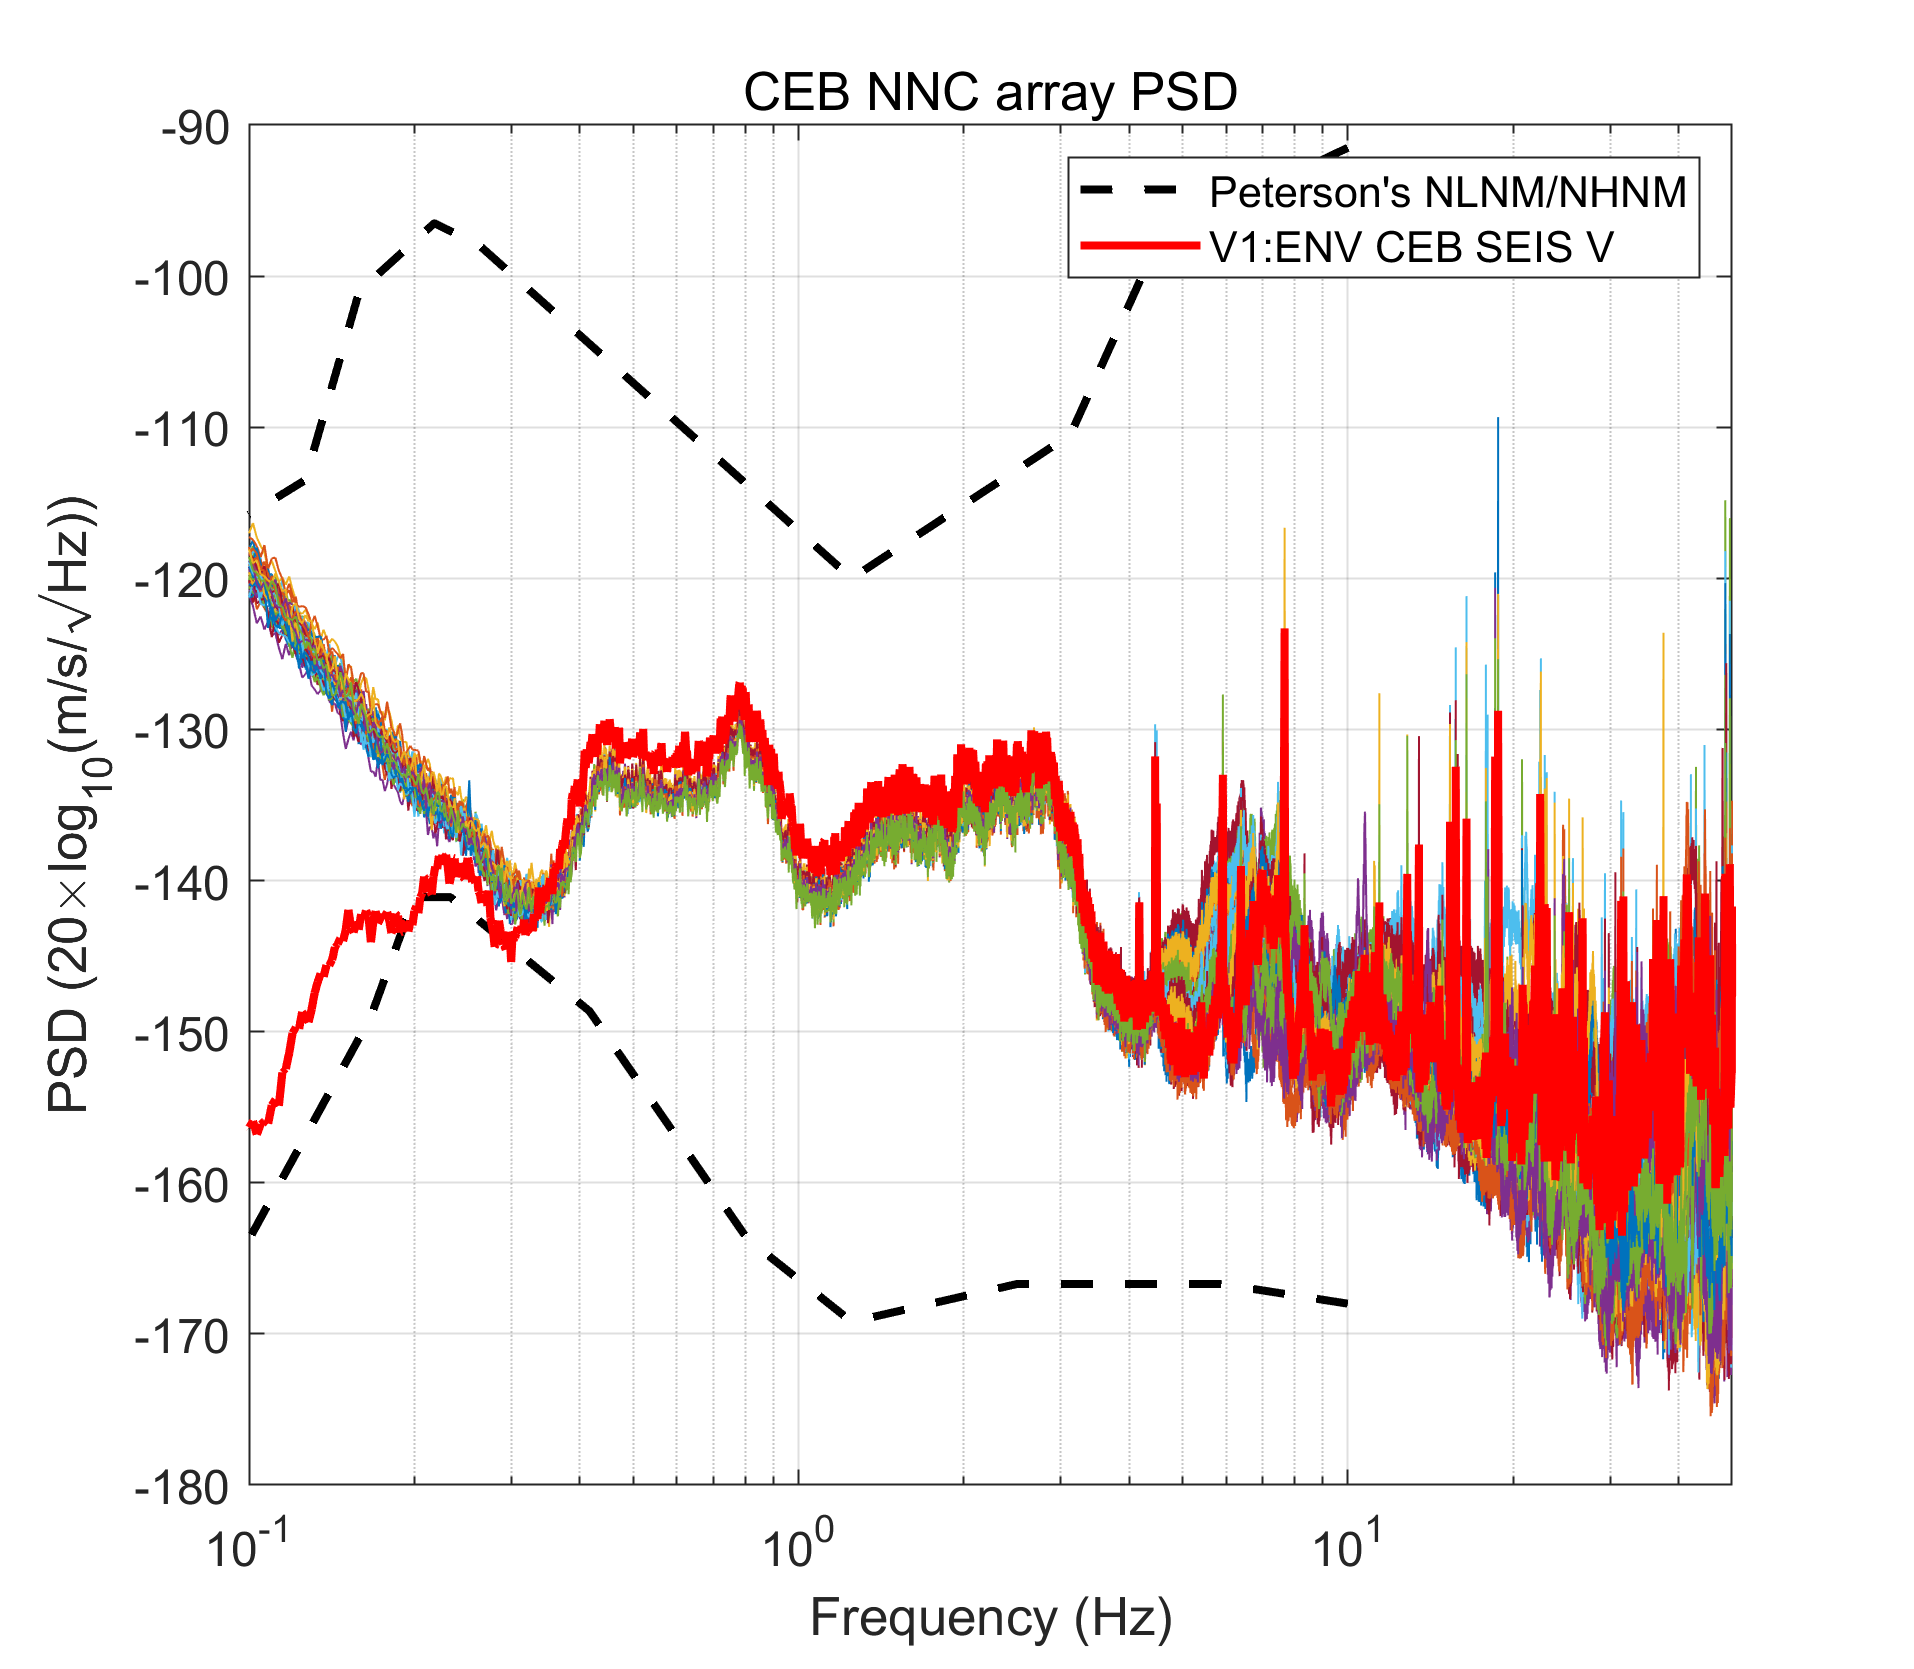 CEB NNC array PSD
Peterson's NLNM/NHNM
V1:ENV CEB SEIS V
PSD (20×log₁₀(m/s/√Hz))
-90
-100
-110
-120
-130
-140
-150
-160
-170
-180
10⁻¹
10⁰
10¹
Frequency (Hz)